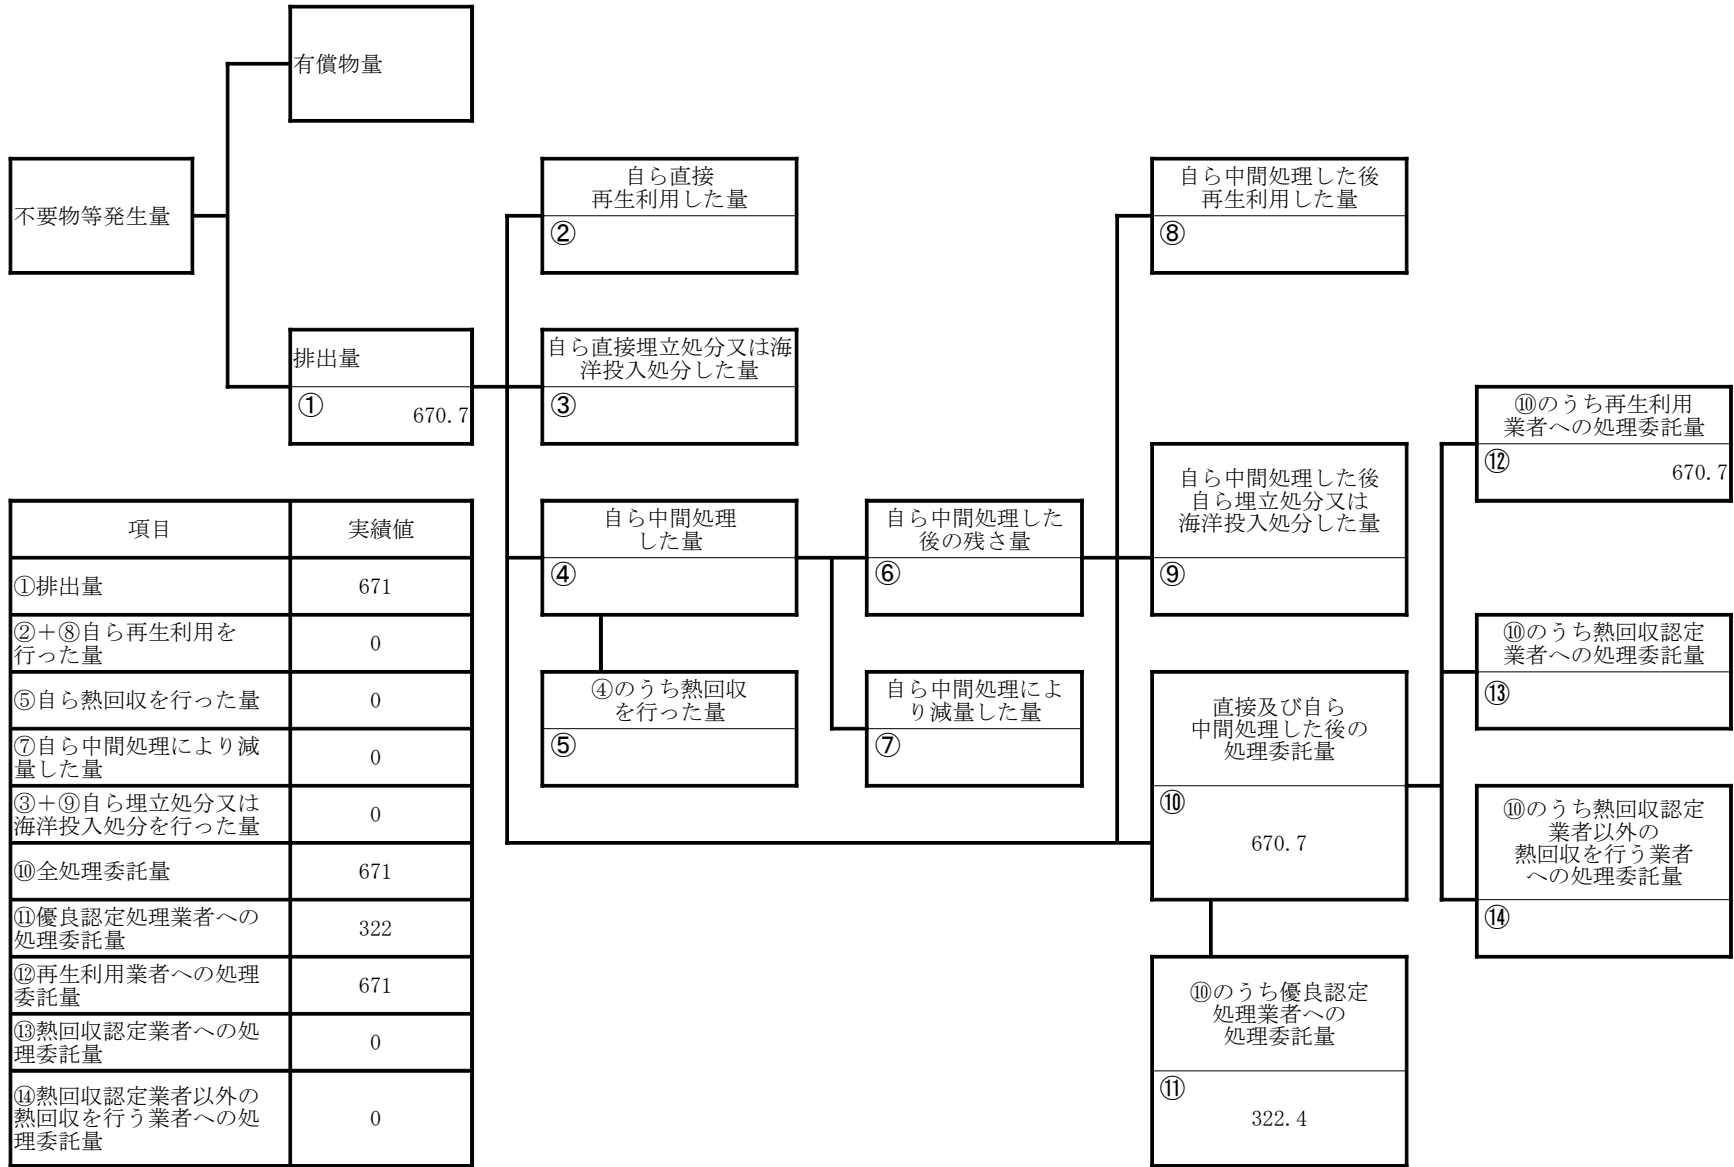 有償物量
不要物等発生量
自ら直接
再生利用した量
②
自ら中間処理した後
再生利用した量
⑧
排出量
① 670.7
自ら直接埋立処分又は海
洋投入処分した量
③
⑩のうち再生利用
業者への処理委託量
⑫ 670.7
自ら中間処理した後
自ら埋立処分又は
海洋投入処分した量
⑨
自ら中間処理
した量
④
自ら中間処理した
後の残さ量
⑥
④のうち熱回収
を行った量
⑤
自ら中間処理によ
り減量した量
⑦
⑩のうち熱回収認定
業者への処理委託量
⑬
直接及び自ら
中間処理した後の
処理委託量
⑩
670.7
⑩のうち熱回収認定
業者以外の
熱回収を行う業者
への処理委託量
⑭
⑩のうち優良認定
処理業者への
処理委託量
⑪
322.4
項目 実績値
①排出量 671
②＋⑧自ら再生利用を
行った量 0
⑤自ら熱回収を行った量 0
⑦自ら中間処理により減
量した量 0
③＋⑨自ら埋立処分又は
海洋投入処分を行った量 0
⑩全処理委託量 671
⑪優良認定処理業者への
処理委託量 322
⑫再生利用業者への処理
委託量 671
⑬熱回収認定業者への処
理委託量 0
⑭熱回収認定業者以外の
熱回収を行う業者への処
理委託量 0